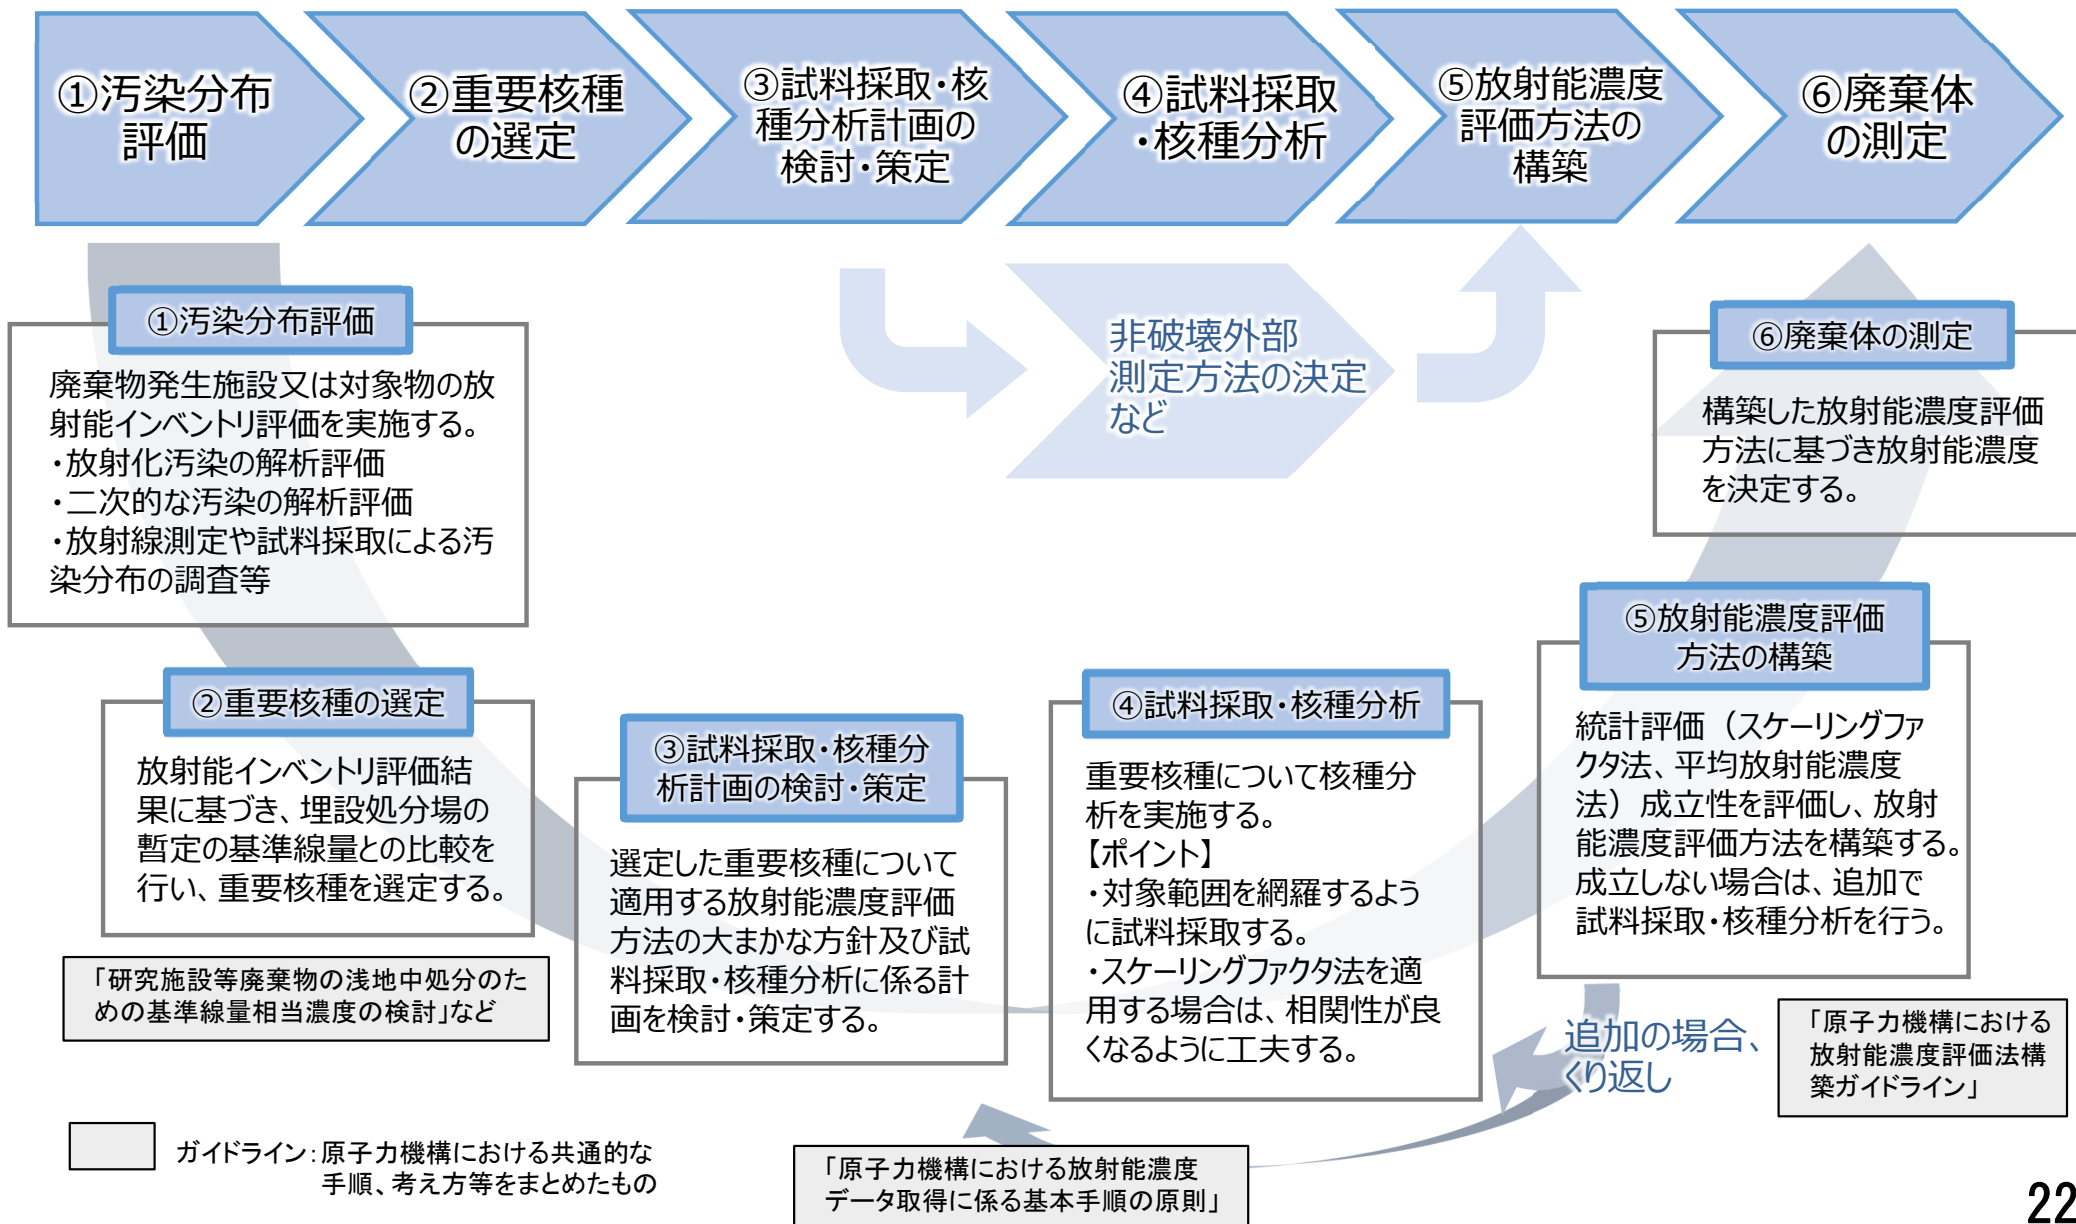 ①汚染分布
評価
②重要核種
の選定
③試料採取・核
種分析計画の
検討・策定
④試料採取
・核種分析
⑤放射能濃度
評価方法の
構築
⑥廃棄体
の測定
非破壊外部
測定方法の決定
など
①汚染分布評価
廃棄物発生施設又は対象物の放
射能インベントリ評価を実施する。
・放射化汚染の解析評価
・二次的な汚染の解析評価
・放射線測定や試料採取による汚
染分布の調査等
②重要核種の選定
放射能インベントリ評価結
果に基づき、埋設処分場の
暫定の基準線量との比較を
行い、重要核種を選定する。
「研究施設等廃棄物の浅地中処分のた
めの基準線量相当濃度の検討」など
③試料採取・核種分
析計画の検討・策定
選定した重要核種について
適用する放射能濃度評価
方法の大まかな方針及び試
料採取・核種分析に係る計
画を検討・策定する。
④試料採取・核種分析
重要核種について核種分
析を実施する。
【ポイント】
・対象範囲を網羅するよう
に試料採取する。
・スケーリングファクタ法を適
用する場合は、相関性が良
くなるように工夫する。
⑤放射能濃度評価
方法の構築
統計評価（スケーリングファ
クタ法、平均放射能濃度
法）成立性を評価し、放射
能濃度評価方法を構築する。
成立しない場合は、追加で
試料採取・核種分析を行う。
⑥廃棄体の測定
構築した放射能濃度評価
方法に基づき放射能濃度
を決定する。
追加の場合、
くり返し
「原子力機構における
放射能濃度評価法構
築ガイドライン」
「原子力機構における放射能濃度
データ取得に係る基本手順の原則」
ガイドライン：原子力機構における共通的な
手順、考え方等をまとめたもの
22